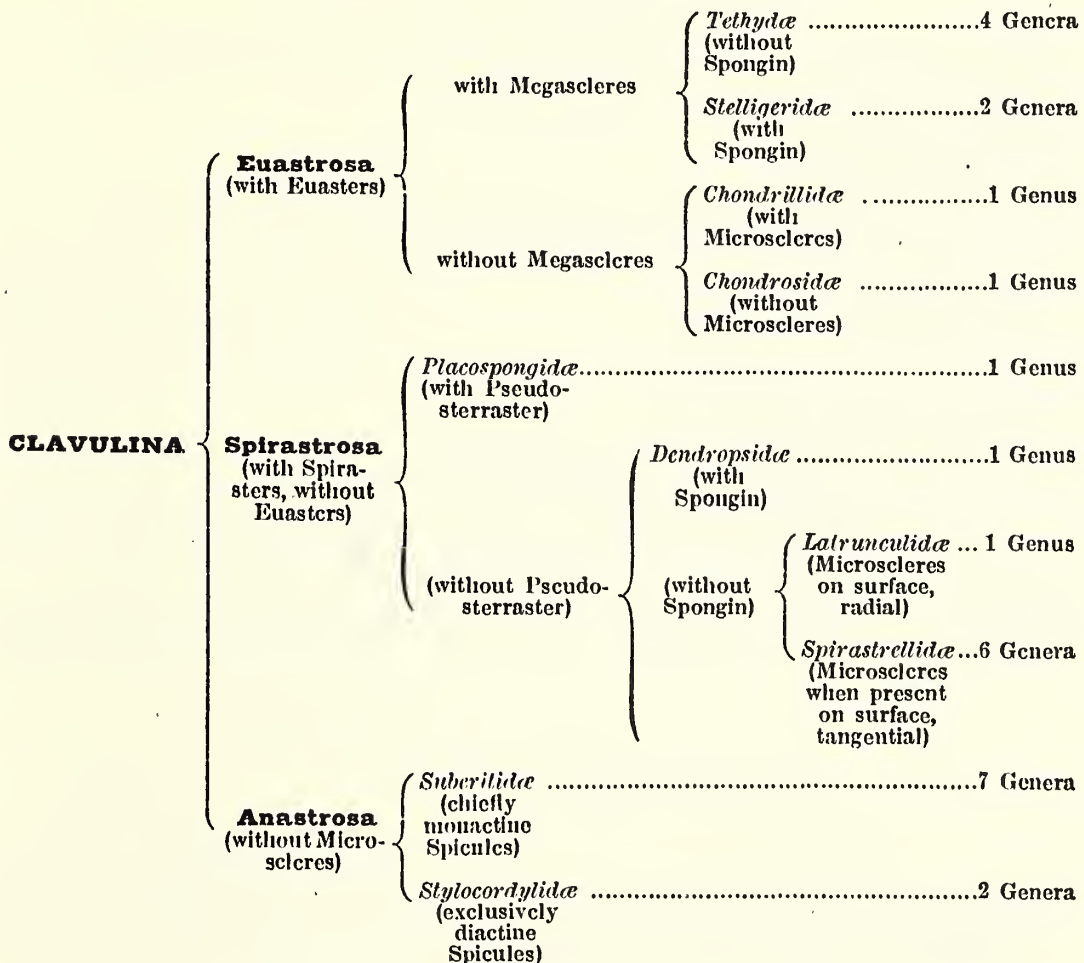 Tethydæ ........................4 Genera
(without
Spongin)
with Megascleres
Stelligeridæ ...................2 Genera
(with
Spongin)
Euastrosa
(with Euasters)
Chondrillidæ ..................1 Genus
(with
Microscleres)
without Megascleres
Chondrosidæ ..................1 Genus
(without
Microscleres)
Placospongidæ............................................................1 Genus
(with Pseudo-
sterraster)
CLAVULINA
Spirastrosa
(with Spira-
sters, without
Euasters)
Dendropsidæ ...........................1 Genus
(with
Spongin)
(without Pseudo-
sterraster)
(without
Spongin)
Latrunculidæ ... 1 Genus
(Microscleres
on surface,
radial)
Spirastrellidæ ...6 Genera
(Microscleres
when present
on surface,
tangential)
Suberitidæ ...............................................................7 Genera
(chiefly
monactine
Spicules)
Anastrosa
(without Micro-
scleres)
Stylocordylidæ .........................................................2 Genera
(exclusively
diactine
Spicules)